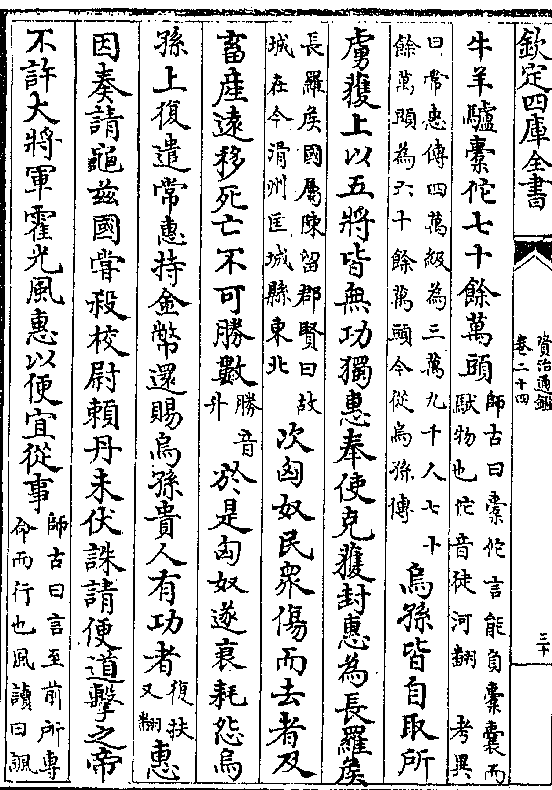 欽定四庫全書
資治通鑑
卷二十四
三十
牛羊驢橐佗七十餘萬頭師古曰橐佗言能負橐囊而馱物也佗音徒河翻 考異
曰常惠傳四萬級為三萬九千人七十餘萬頭為六十餘萬頭今從烏孫傳烏孫皆自取所
虜獲上以五將皆無功獨惠奉使克獲封惠為長羅侯
長羅侯國屬陳留郡賢曰故城在今滑州匡城縣東北次匈奴民衆傷而去者及
畜產遠移死亡不可勝數勝音升於是匈奴遂衰耗怨烏
孫上復遣常惠持金幣還賜烏孫貴人有功者復扶又翻惠
因奏請龜茲國嘗殺校尉頼丹未伏誅請便道擊之帝
不許大將軍霍光風惠以便宜從事師古曰言至前所專命而行也風讀曰諷